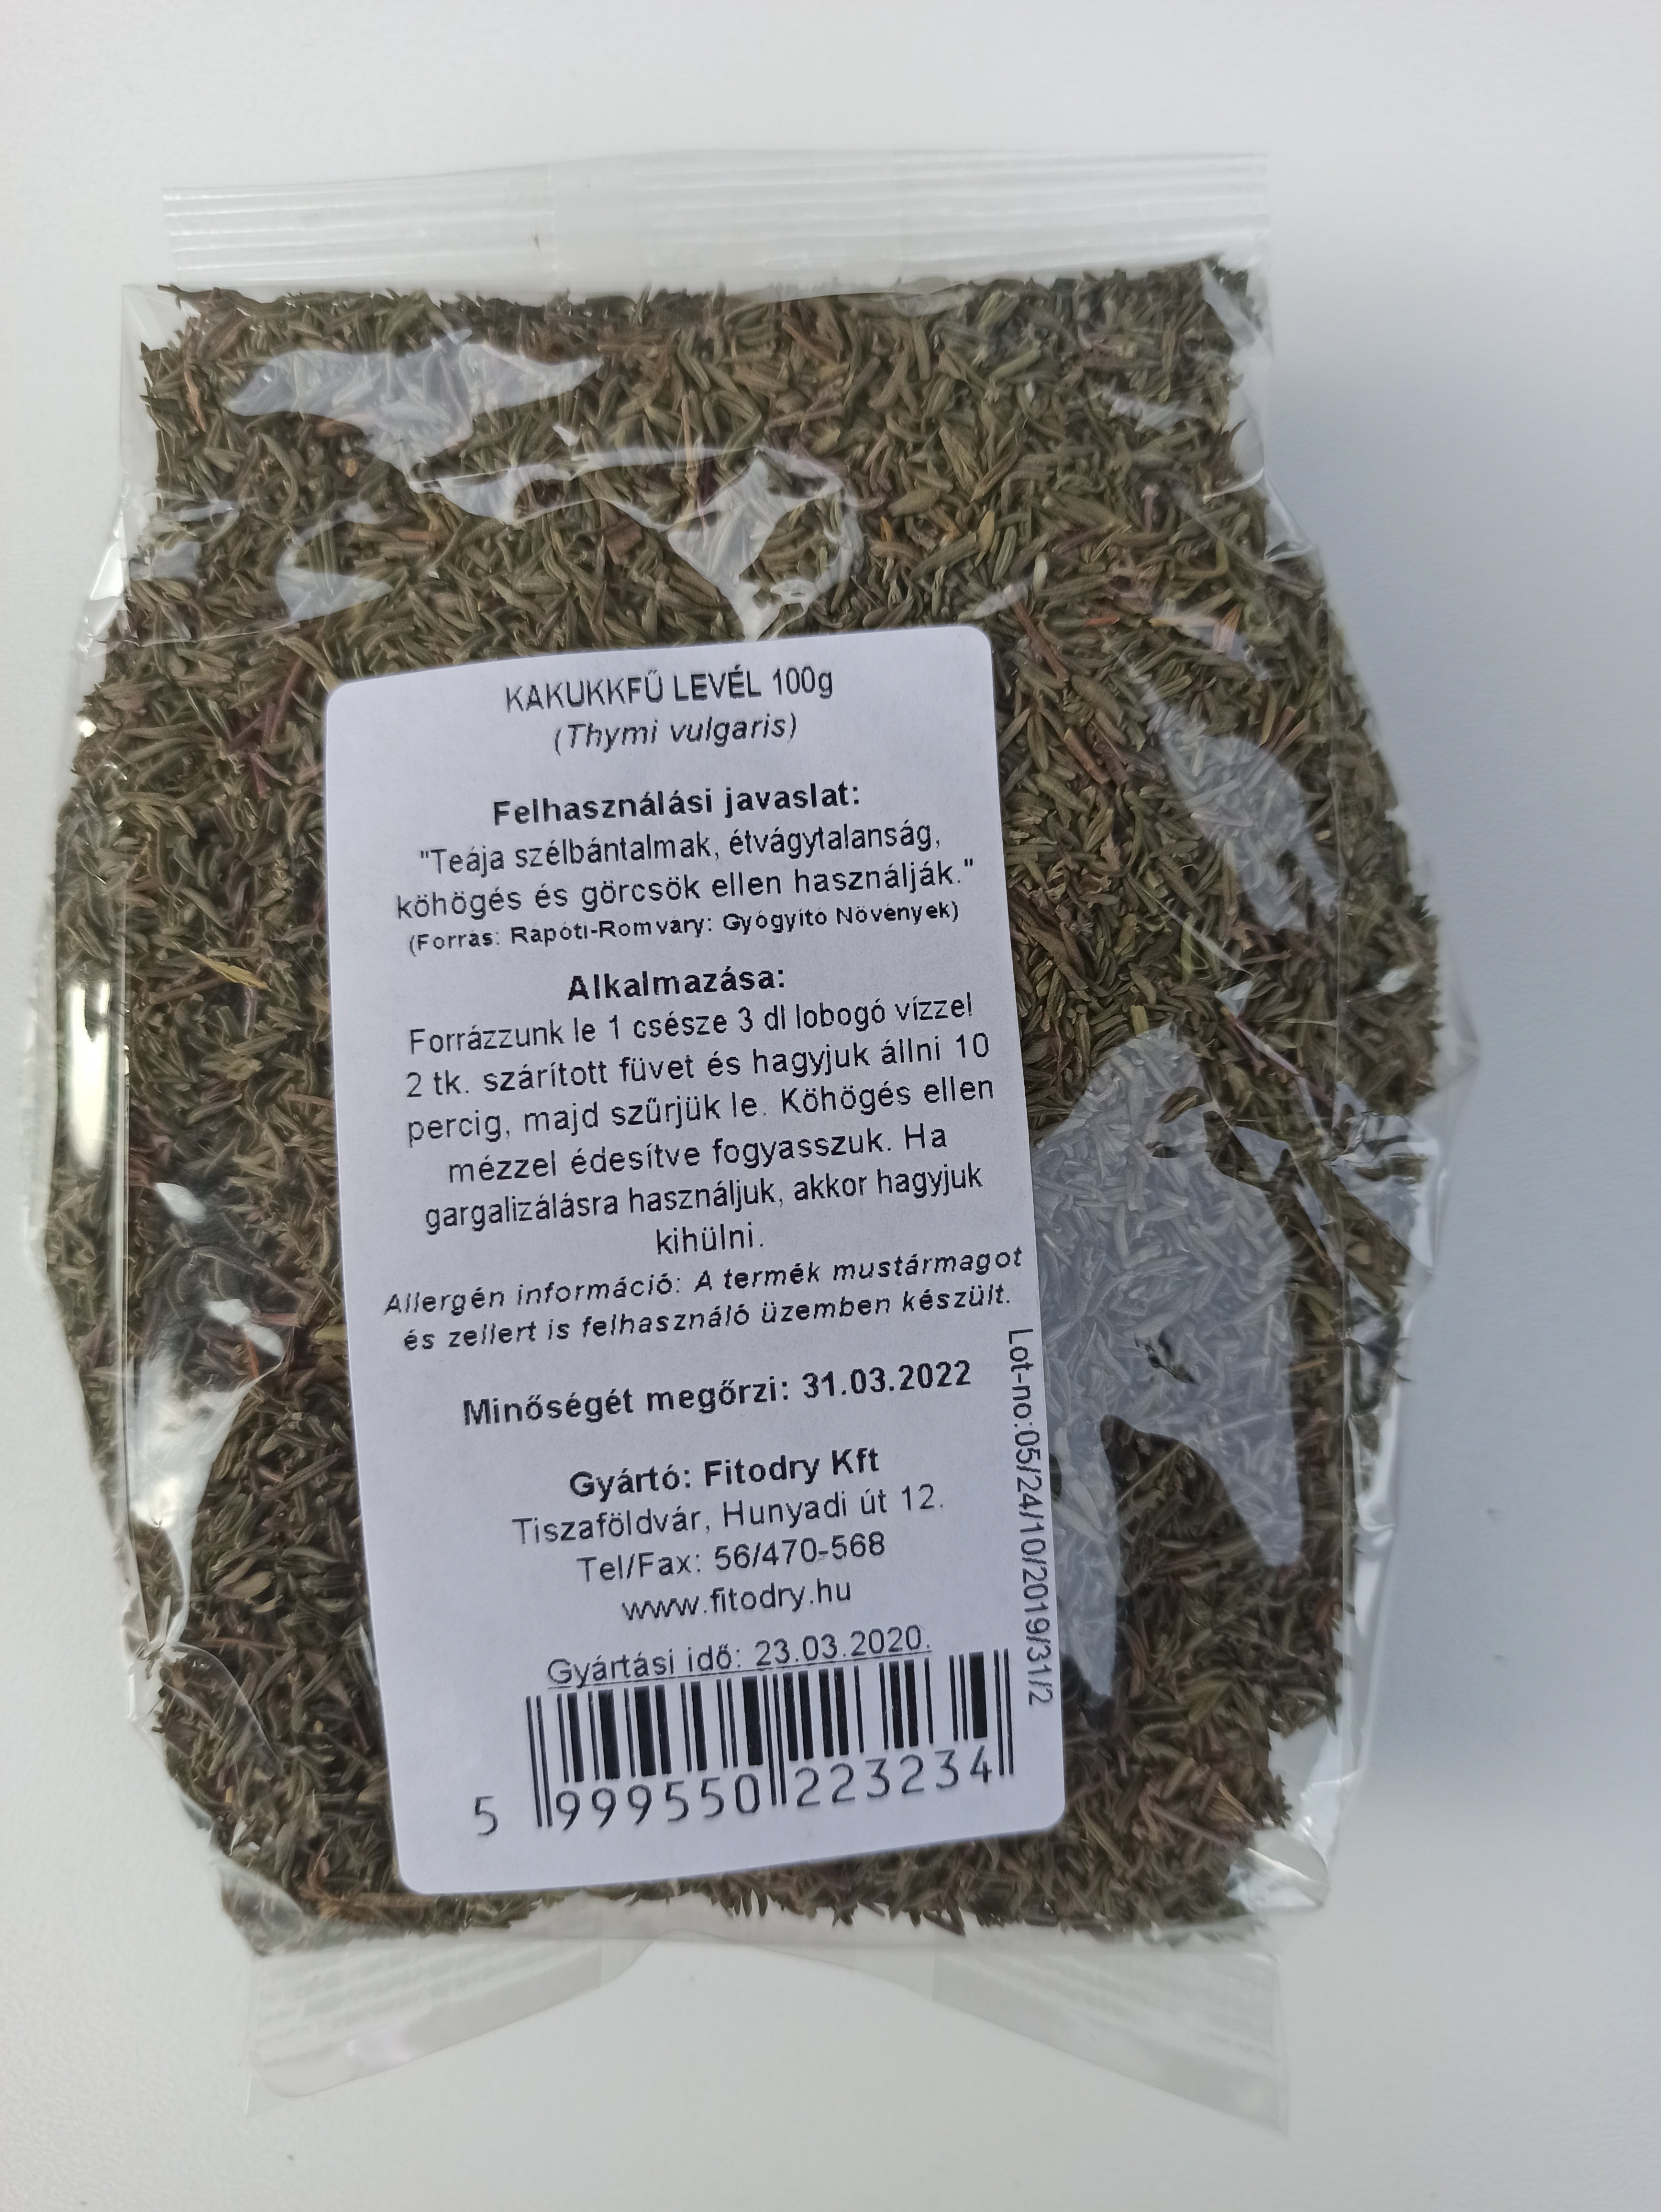 KAKUKKFŰ LEVÉL 100g
(Thymi vulgaris)
Felhasználási javaslat:
"Teája szélbántalmak, étvágytalanság,
köhögés és görcsök ellen használják."
(Forrás: Rápóti-Romváry: Gyógyító Növények)
Alkalmazása:
Forrázzunk le 1 csésze 3 dl lobogó vízzel
2 tk. szárított füvet és hagyjuk állni 10
percig, majd szűrjük le. Köhögés ellen
mézzel édesítve fogyasszuk. Ha
gargalizálásra használjuk, akkor hagyjuk
kihülni.
Allergén információ: A termék mustármagot
és zellert is felhasználó üzemben készült.
Minőségét megőrzi: 31.03.2022
Gyártó: Fitodry Kft
Tiszaföldvár, Hunyadi út 12.
Tel/Fax: 56/470-568
www.fitodry.hu
Gyártási idő: 23.03.2020.
5 999550 223234
Lot-no:05/24/10/2019/31/2